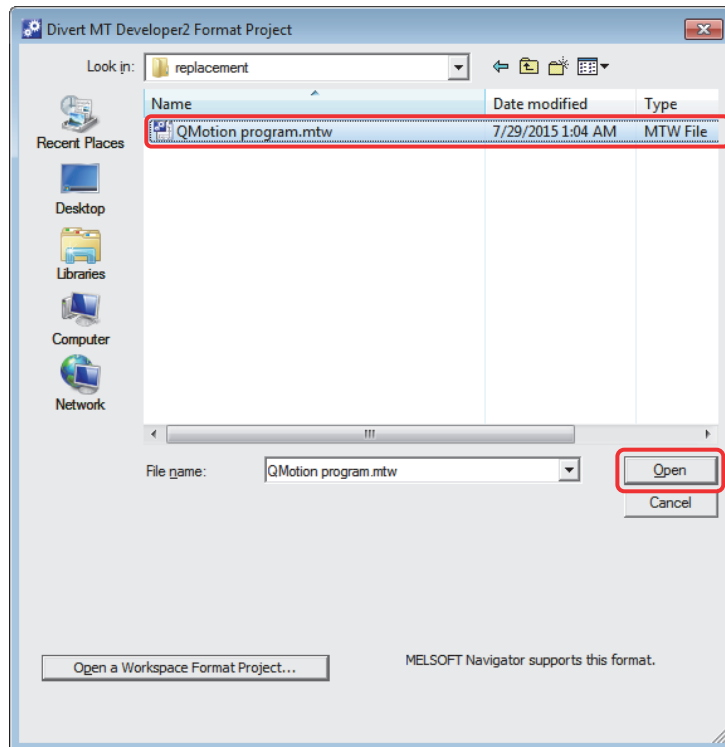 Divert MT Developer2 Format Project
Look in: replacement
Name Date modified Type
QMotion program.mtw 7/29/2015 1:04 AM MTW File
Recent Places
Desktop
Libraries
Computer
Network
File name: QMotion program.mtw Open
Cancel
Open a Workspace Format Project... MELSOFT Navigator supports this format.